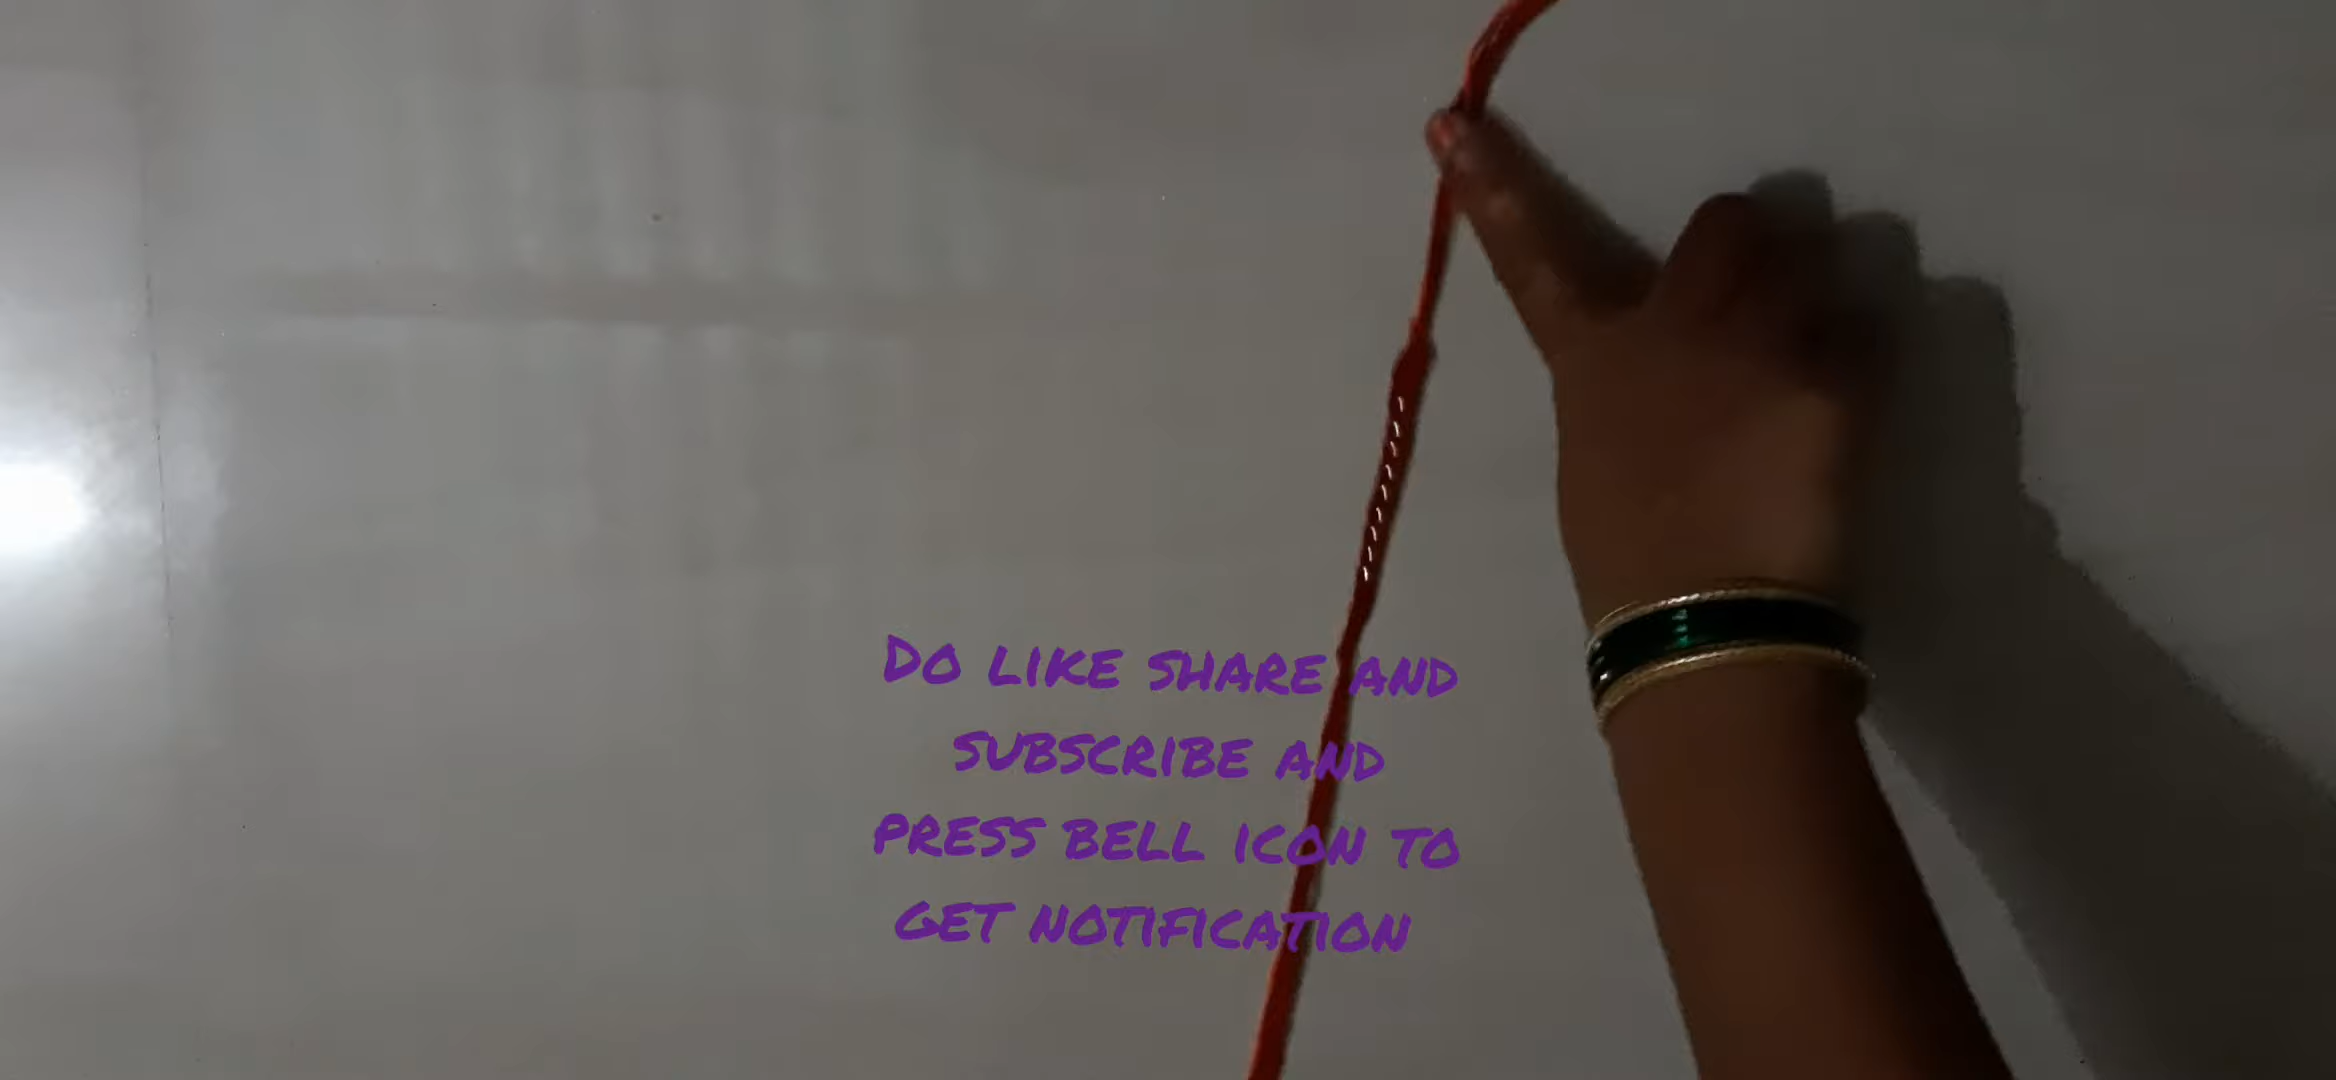 Do like share and
subscribe and
press bell icon to
get notification